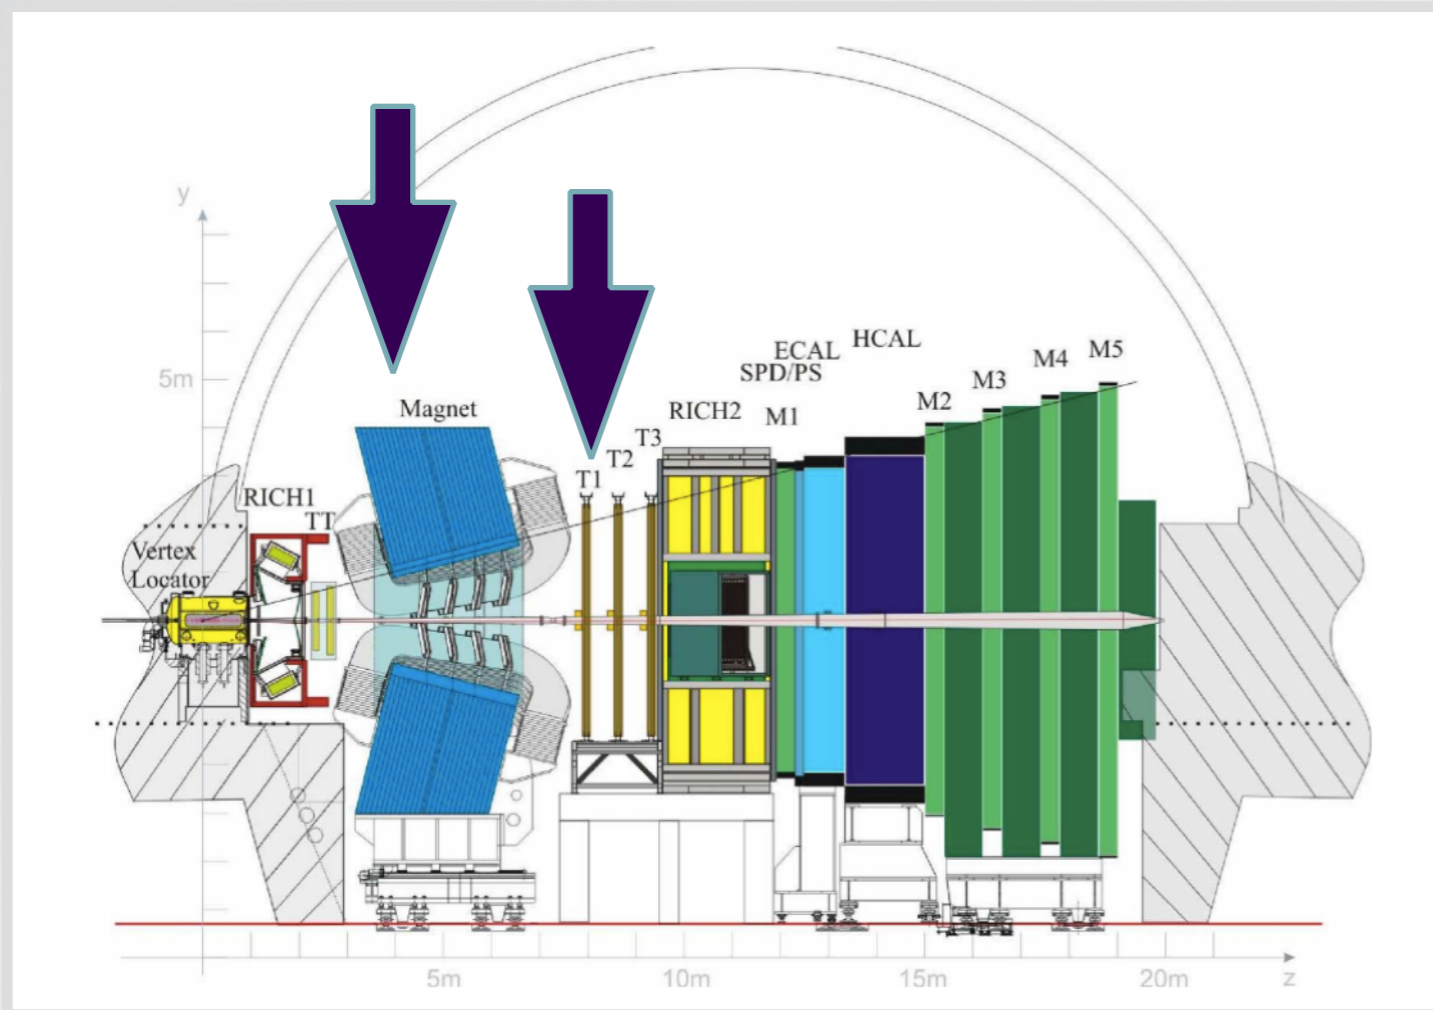 y
5m
HCAL
ECAL
SPD/PS
M5
M4
M3
M2
Magnet
RICH2
M1
T3
T2
T1
RICH1
TT
Vertex
Locator
5m
10m
15m
20m
z